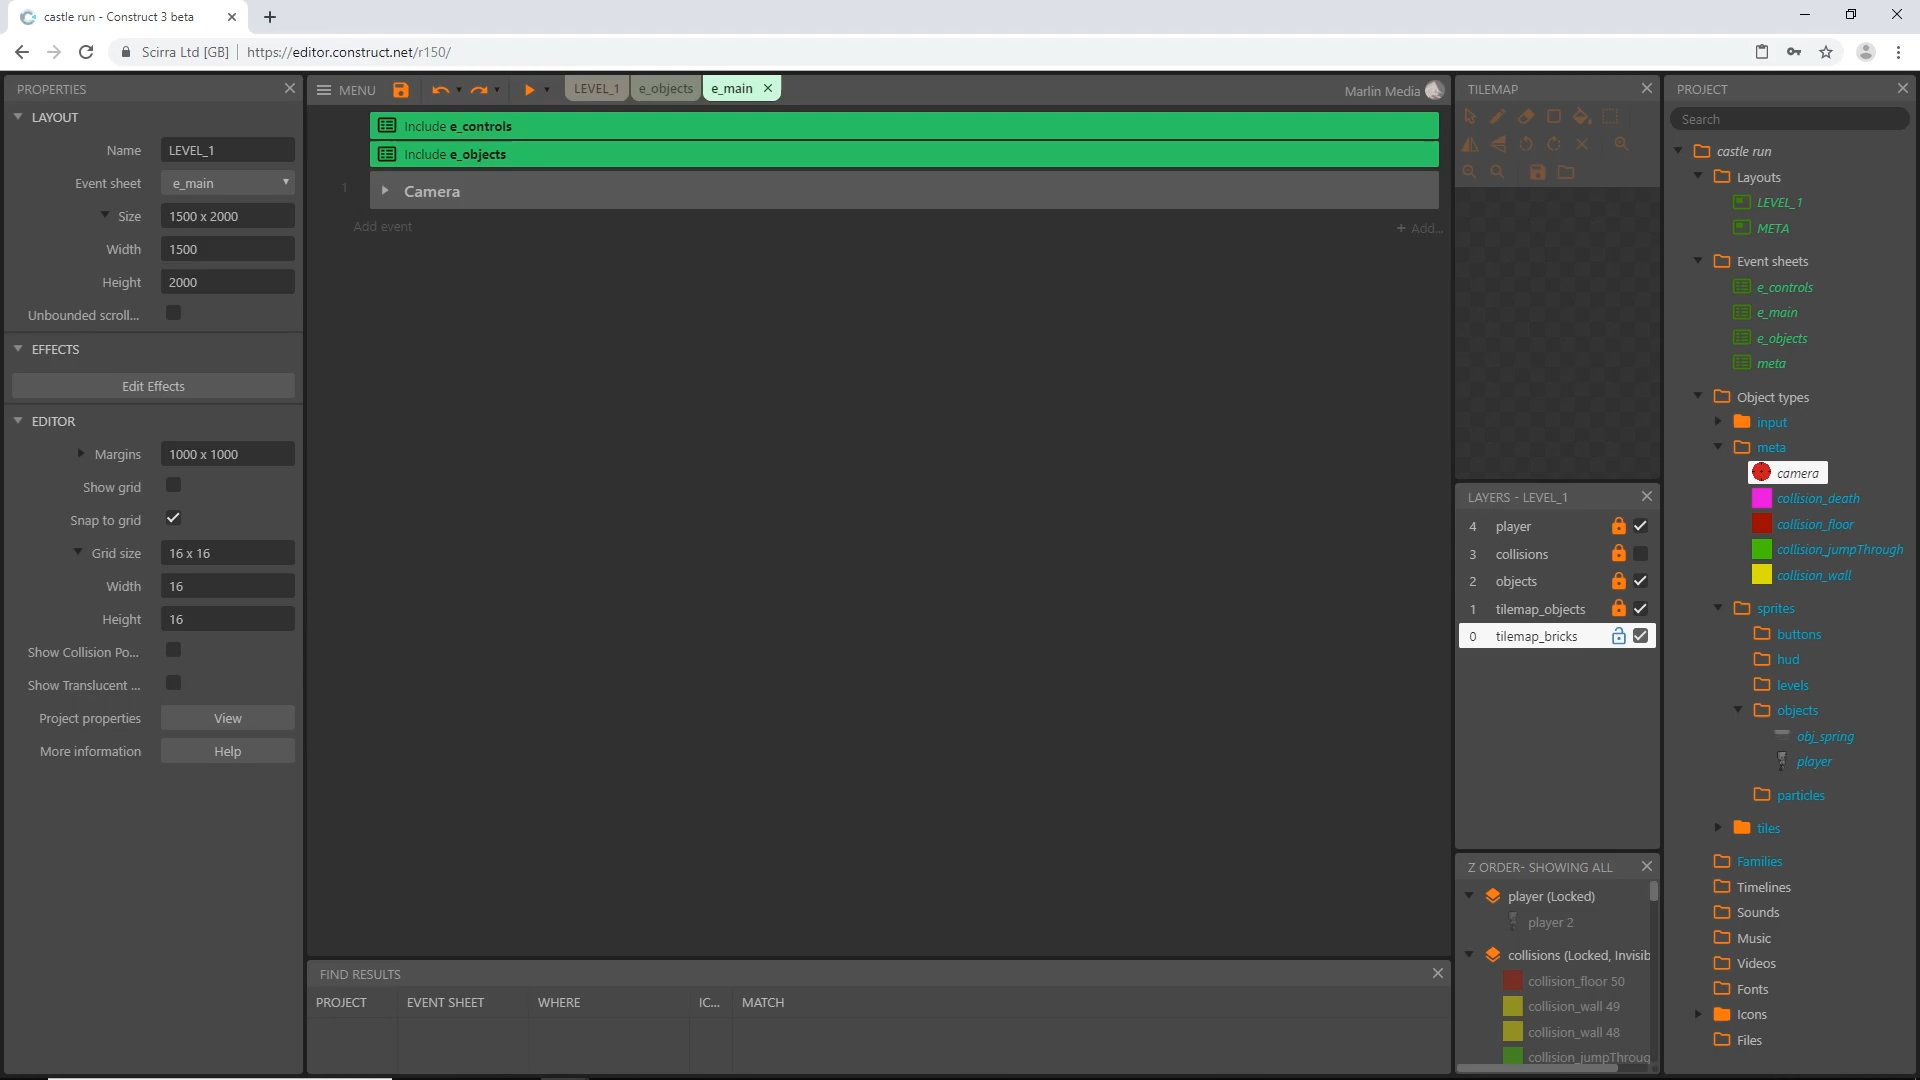 castle run - Construct 3 beta
Scirra Ltd [GB]
https://editor.construct.net/r150/
PROPERTIES
LAYOUT
Name LEVEL_1
Event sheet e_main
Size 1500 x 2000
Width 1500
Height 2000
Unbounded scroll...
EFFECTS
Edit Effects
EDITOR
Margins 1000 x 1000
Show grid
Snap to grid
Grid size 16 x 16
Width 16
Height 16
Show Collision Po...
Show Translucent ...
Project properties View
More information Help
MENU
LEVEL_1
e_objects
e_main
Marlin Media
Include e_controls
Include e_objects
1 Camera
Add event
+ Add...
FIND RESULTS
PROJECT EVENT SHEET WHERE IC... MATCH
TILEMAP
LAYERS - LEVEL_1
4 player
3 collisions
2 objects
1 tilemap_objects
0 tilemap_bricks
Z ORDER- SHOWING ALL
player (Locked)
player 2
collisions (Locked, Invisib
collision_floor 50
collision_wall 49
collision_wall 48
collision_jumpThroug
PROJECT
Search
castle run
Layouts
LEVEL_1
META
Event sheets
e_controls
e_main
e_objects
meta
Object types
input
meta
camera
collision_death
collision_floor
collision_jumpThrough
collision_wall
sprites
buttons
hud
levels
objects
obj_spring
player
particles
tiles
Families
Timelines
Sounds
Music
Videos
Fonts
Icons
Files